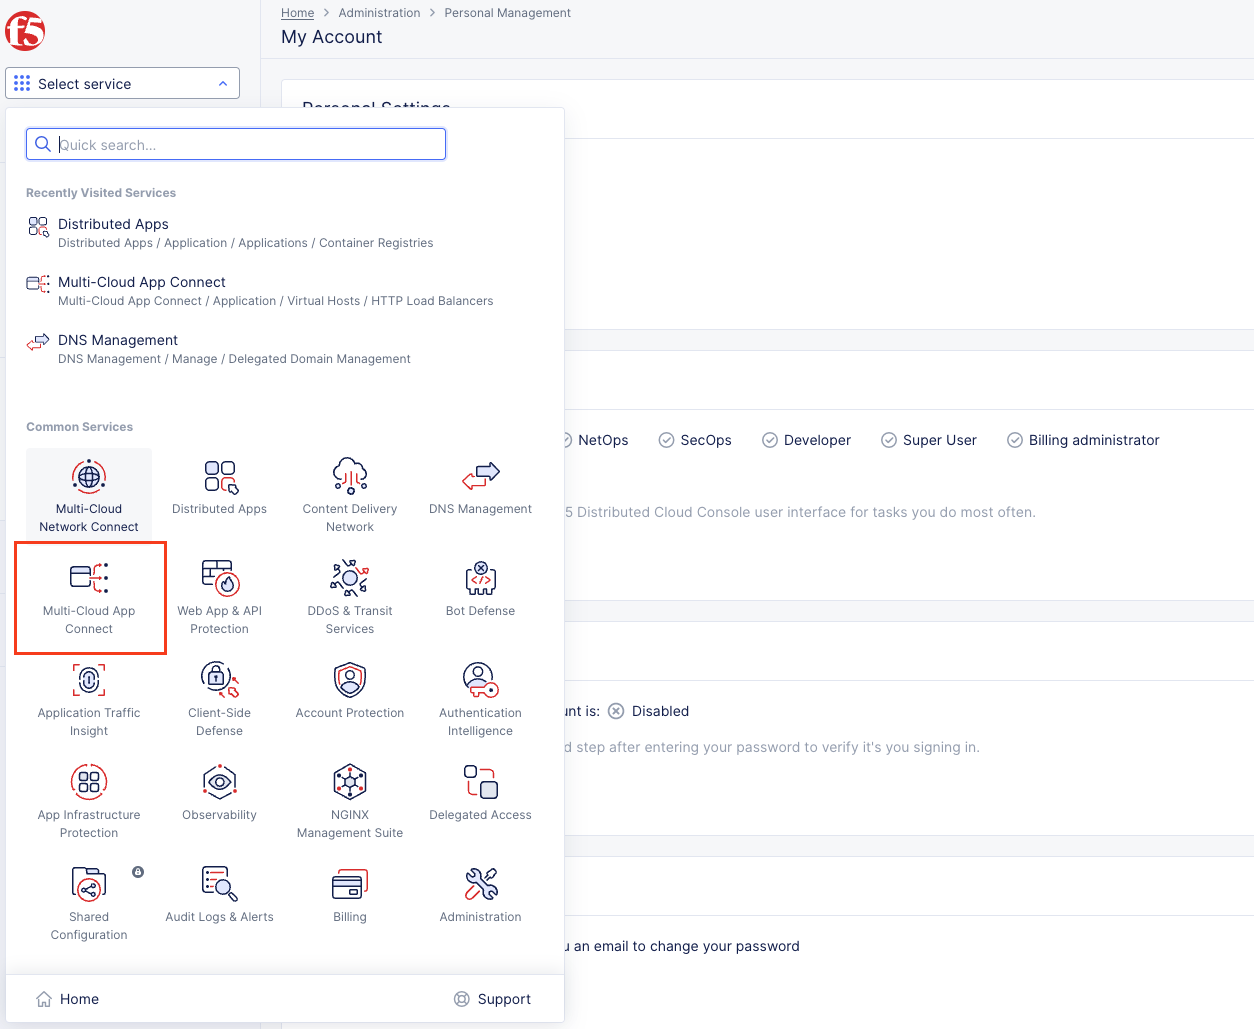 f5
Home > Administration > Personal Management
My Account
Select service
Personal Settings
Quick search...
Recently Visited Services
Distributed Apps
Distributed Apps / Application / Applications / Container Registries
Multi-Cloud App Connect
Multi-Cloud App Connect / Application / Virtual Hosts / HTTP Load Balancers
DNS Management
DNS Management / Manage / Delegated Domain Management
Common Services
NetOps SecOps Developer Super User Billing administrator
Multi-Cloud
Network Connect
Distributed Apps
Content Delivery
Network
DNS Management
5 Distributed Cloud Console user interface for tasks you do most often.
Multi-Cloud App
Connect
Web App & API
Protection
DDoS & Transit
Services
Bot Defense
Application Traffic
Insight
Client-Side
Defense
Account Protection
Authentication
Intelligence
unt is: Disabled
d step after entering your password to verify it's you signing in.
App Infrastructure
Protection
Observability
NGINX
Management Suite
Delegated Access
Shared
Configuration
Audit Logs & Alerts
Billing
Administration
u an email to change your password
Home
Support